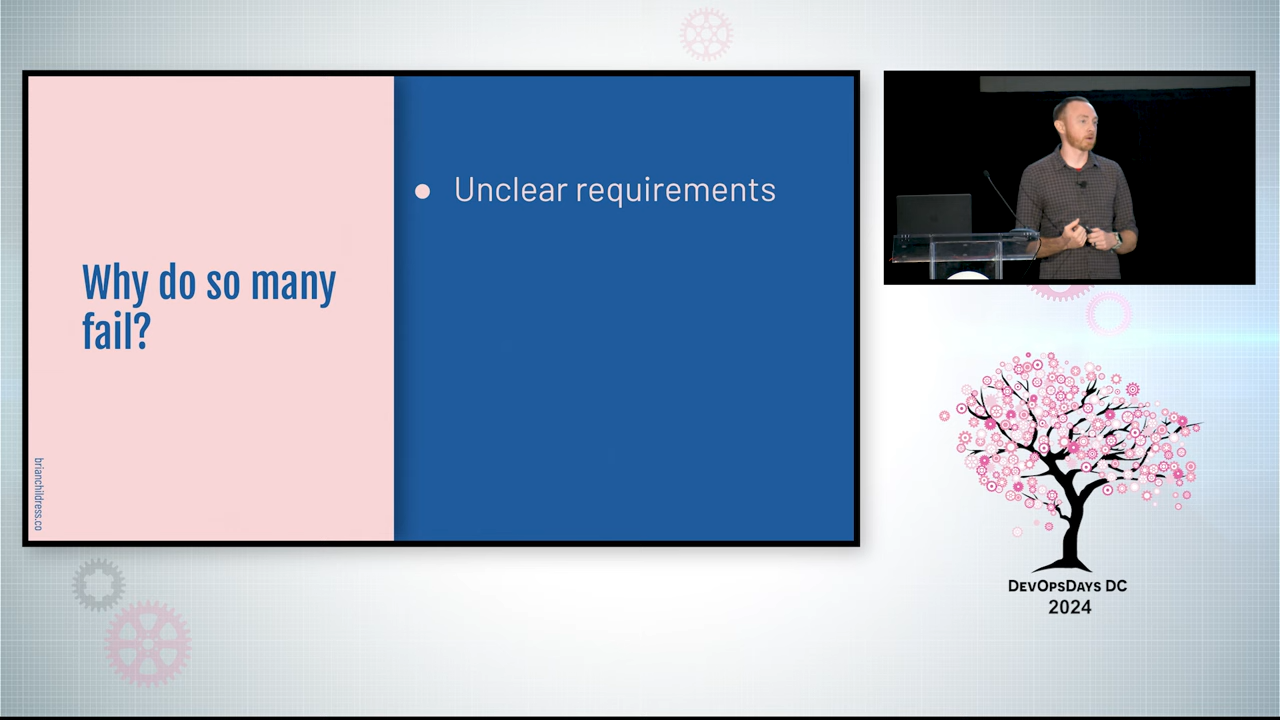 Why do so many
fail?
brianchildress.co
● Unclear requirements
DevOpsDays DC
2024